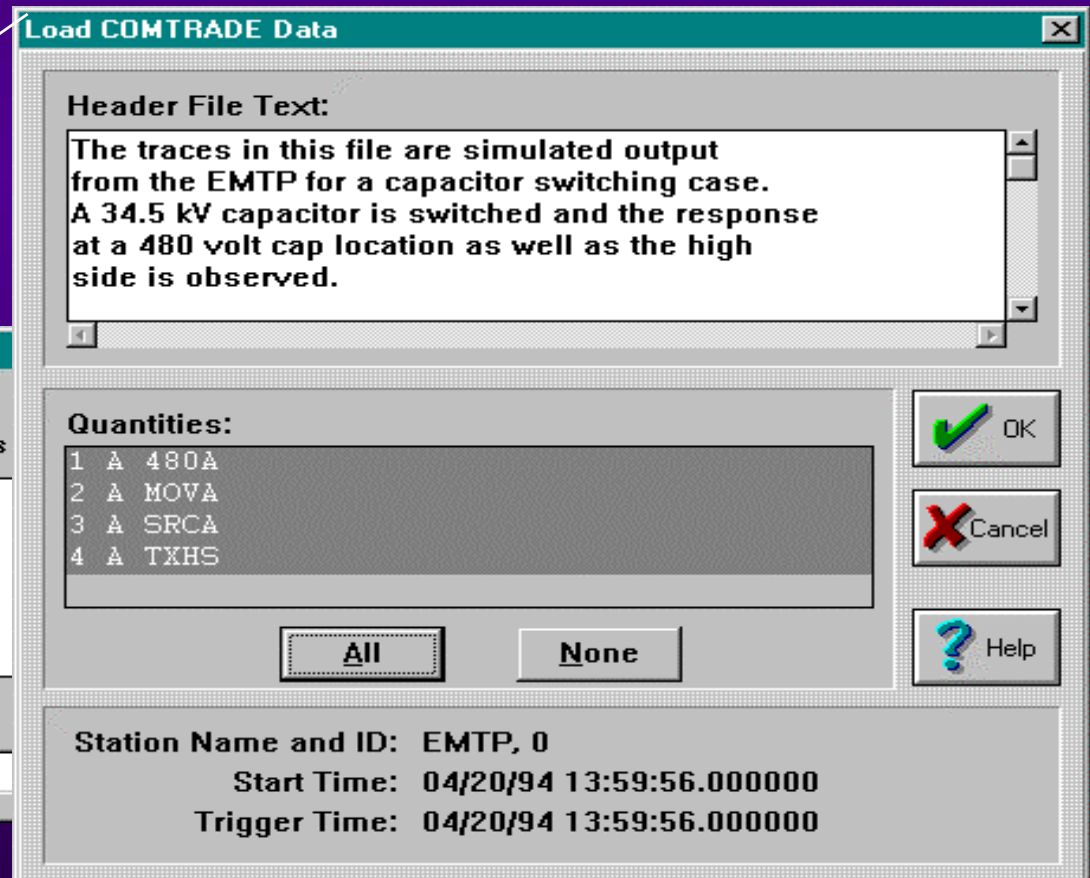 Load COMTRADE Data
Header File Text:
The traces in this file are simulated output
from the EMTP for a capacitor switching case.
A 34.5 kV capacitor is switched and the response
at a 480 volt cap location as well as the high
side is observed.
Quantities:
1 A 480A
2 A MOVA
3 A SRCA
4 A TXHS
OK
Cancel
Help
All
None
Station Name and ID: EMTP, 0
Start Time: 04/20/94 13:59:56.000000
Trigger Time: 04/20/94 13:59:56.000000
s